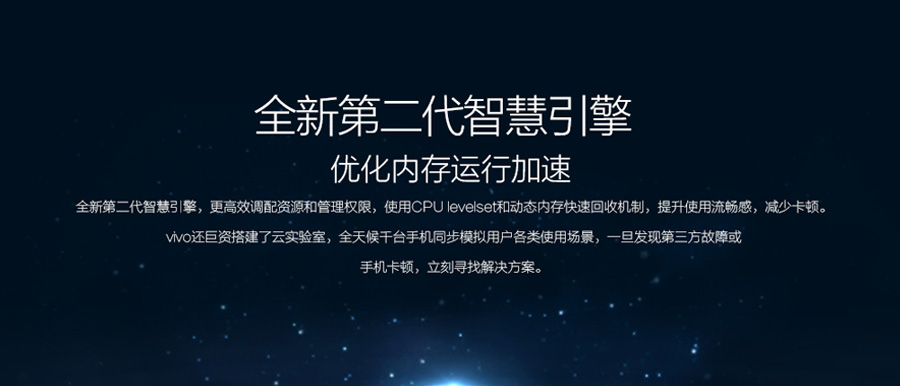 全新第二代智慧引擎
优化内存运行加速
全新第二代智慧引擎，更高效调配资源和管理权限，使用CPU levelset和动态内存快速回收机制，提升使用流畅感，减少卡顿。
vivo还巨资搭建了云实验室，全天候千台手机同步模拟用户各类使用场景，一旦发现第三方故障或
手机卡顿，立刻寻找解决方案。